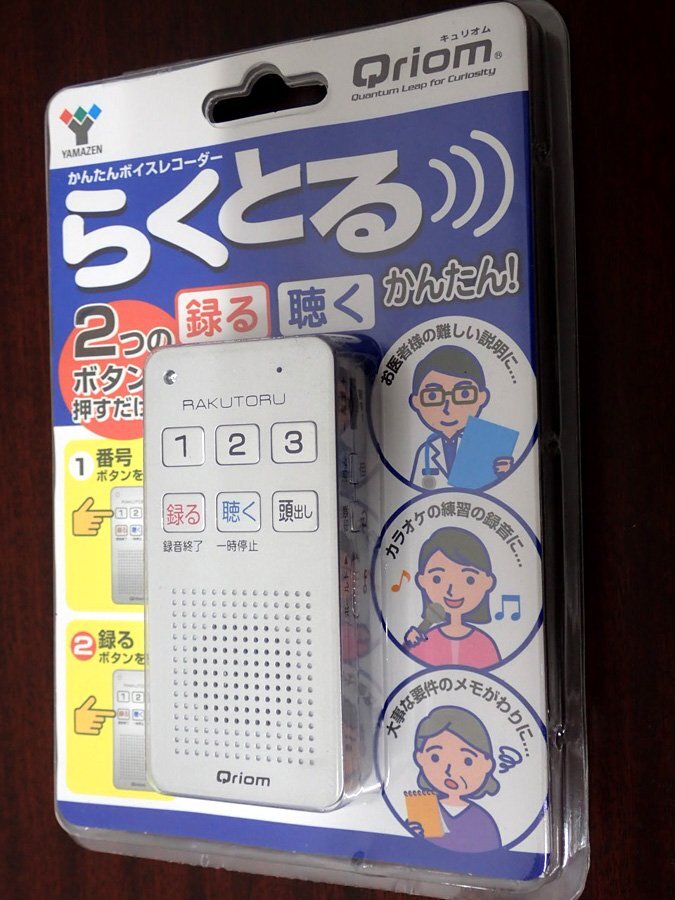 キュリオム
Qriom®
Quantum Leap for Curiosity
YAMAZEN
かんたんボイスレコーダー
らくとる
録る 聴く かんたん!
2つの
ボタン
押すだけ
お医者様の難しい説明に…
カラオケの練習の録音に…
大事な要件のメモがわりに…
1 番号
ボタンを
2 録る
ボタンを
RAKUTORU
1 2 3
録る 聴く 頭出し
録音終了 一時停止
Qriom